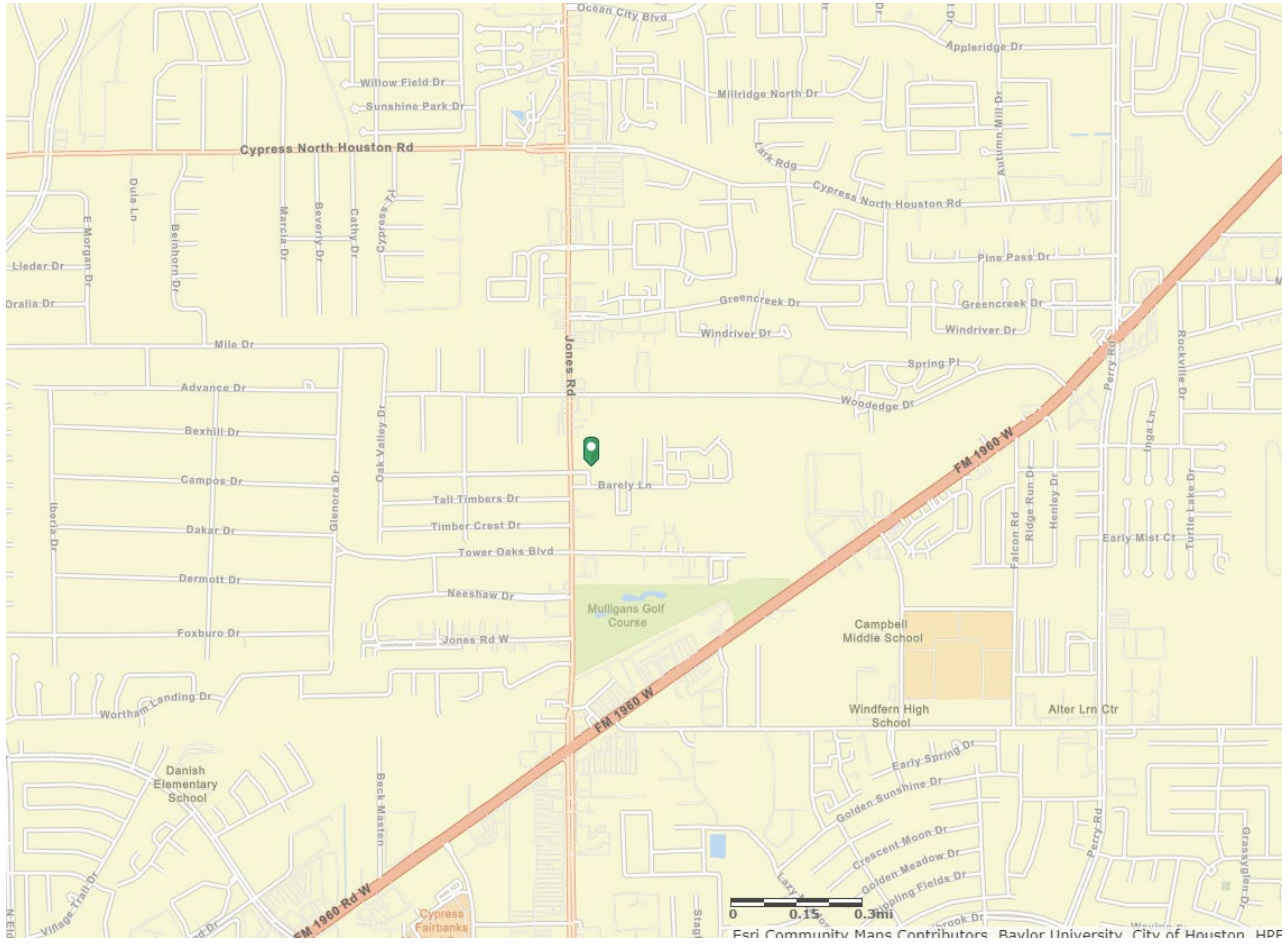 Ocean City Blvd
Appleridge Dr
Willow Field Dr
Sunshine Park Dr
Millridge North Dr
Autumn Mill Dr
Cypress North Houston Rd
Lark Rdg
Cypress North Houston Rd
Dula Ln
E Morgan Dr
Beinhorn Dr
Marcia Dr
Beverly Dr
Cathy Dr
Cypress Trl
Lieder Dr
Oralia Dr
Pine Pass Dr
Greencreek Dr
Greencreek Dr
Windriver Dr
Windriver Dr
Mile Dr
Jones Rd
Spring Pl
Perry Rd
Rockville Dr
Advance Dr
Woodedge Dr
Bexhill Dr
Oak Valley Dr
Inga Ln
FM 1960 W
Campos Dr
Barely Ln
Tall Timbers Dr
Iberia Dr
Glenora Dr
Dakar Dr
Timber Crest Dr
Falcon Rd
Ridge Run Dr
Henley Dr
Turtle Lake Dr
Early Mist Ct
Tower Oaks Blvd
Dermott Dr
Neeshaw Dr
Mulligans Golf
Course
Foxburo Dr
Jones Rd W
Campbell
Middle School
Wortham Landing Dr
FM 1960 W
Windfern High
School
Alter Lrn Ctr
Danish
Elementary
School
Beck Masten
Early Spring Dr
Golden Sunshine Dr
Crescent Moon Dr
Golden Meadow Dr
Perry Rd
Grassyglen Dr
Village Trail Dr
FM 1960 Rd W
Cypress
Fairbanks
0 0.15 0.3mi
Esri Community Maps Contributors, Baylor University, City of Houston, HPB